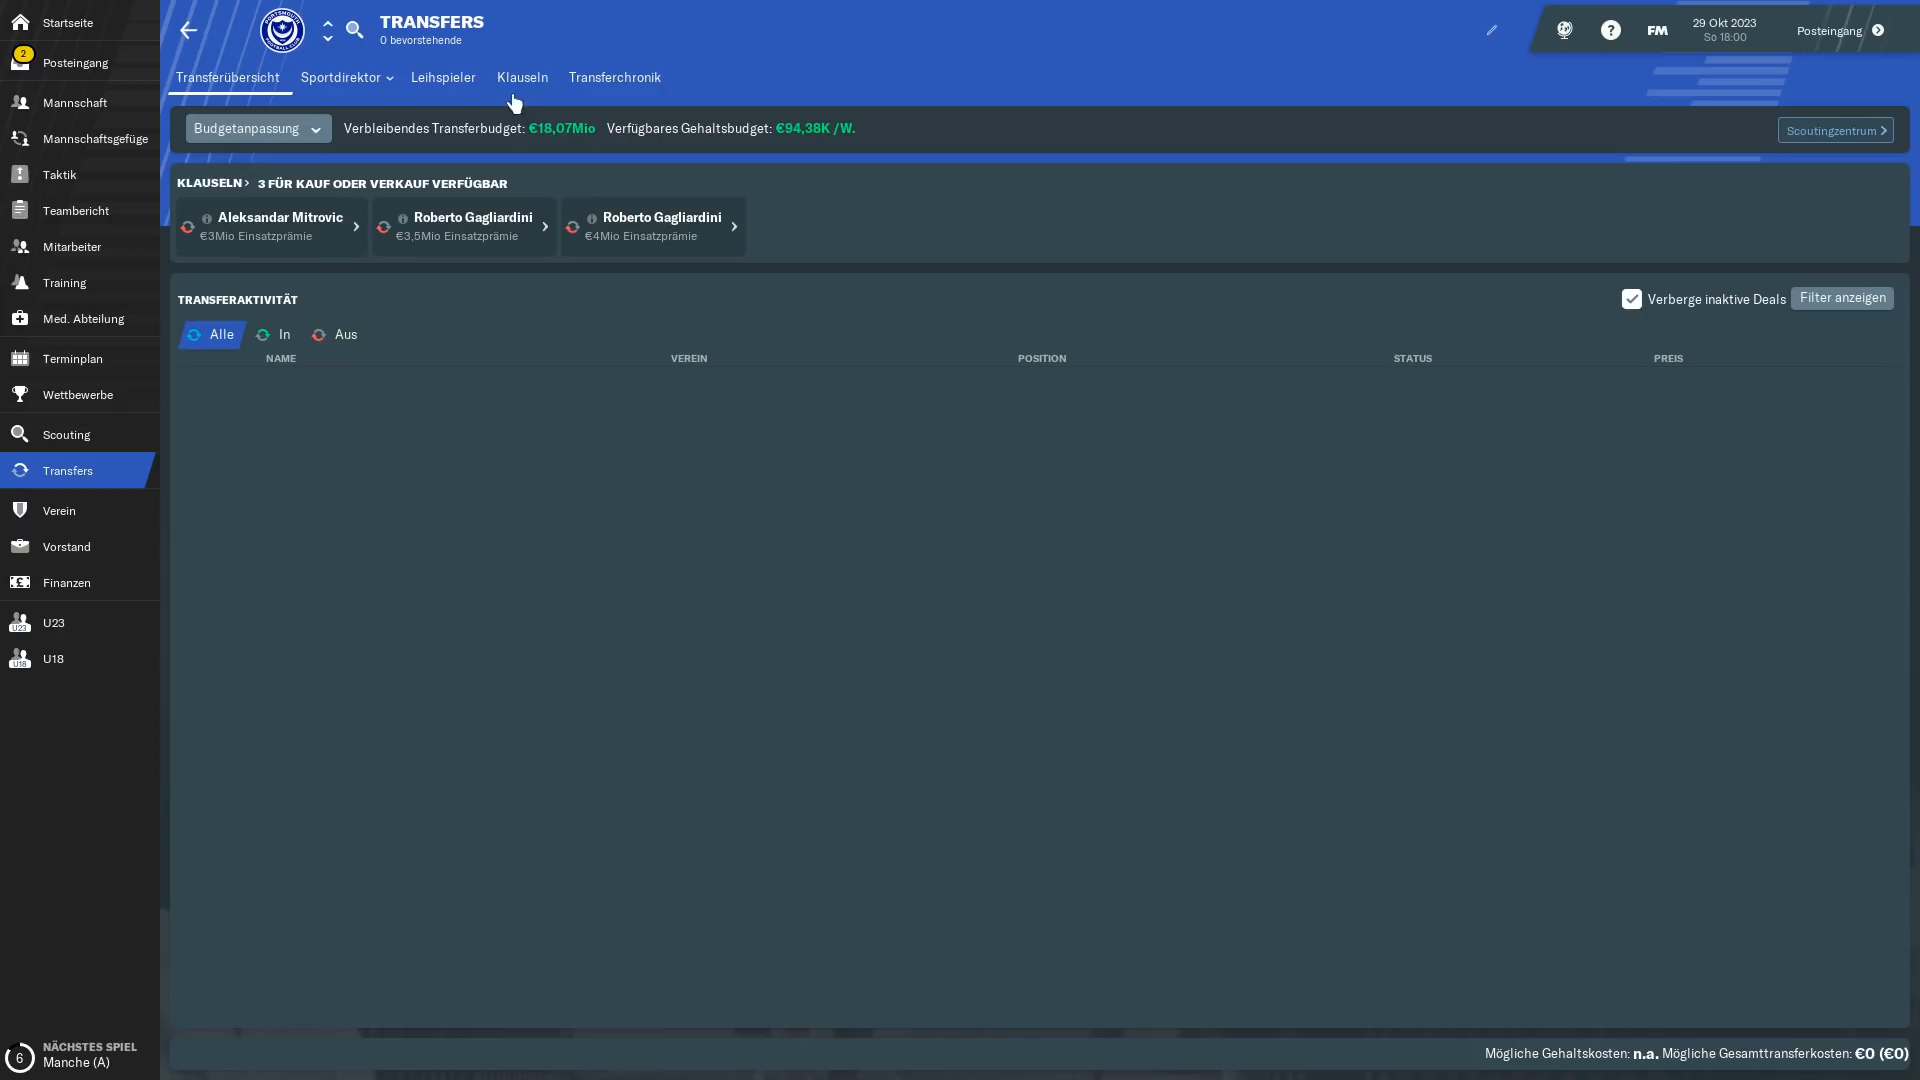 Startseite
2
Posteingang
Mannschaft
Mannschaftsgefüge
Taktik
Teambericht
Mitarbeiter
Training
Med. Abteilung
Terminplan
Wettbewerbe
Scouting
Transfers
Verein
Vorstand
Finanzen
U23
U23
U18
U18
6
NÄCHSTES SPIEL
Manche (A)
TRANSFERS
0 bevorstehende
?
FM
29 Okt 2023
So 18:00
Posteingang
Transferübersicht Sportdirektor Leihspieler Klauseln Transferchronik
Budgetanpassung Verbleibendes Transferbudget: €18,07Mio Verfügbares Gehaltsbudget: €94,38K /W. Scoutingzentrum
KLAUSELN 3 FÜR KAUF ODER VERKAUF VERFÜGBAR
Aleksandar Mitrovic
€3Mio Einsatzprämie
Roberto Gagliardini
€3,5Mio Einsatzprämie
Roberto Gagliardini
€4Mio Einsatzprämie
TRANSFERAKTIVITÄT Verberge inaktive Deals Filter anzeigen
Alle In Aus
NAME VEREIN POSITION STATUS PREIS
Mögliche Gehaltskosten: n.a. Mögliche Gesamttransferkosten: €0 (€0)